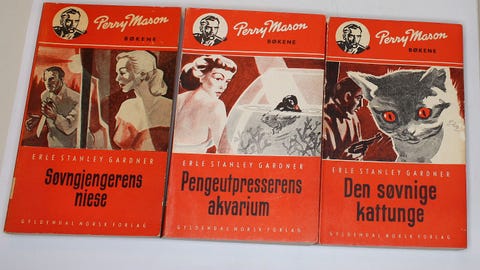 Perry Mason
BØKENE
ERLE STANLEY GARDNER
Søvngjengerens
niese
GYLDENDAL NORSK FORLAG
Perry Mason
BØKENE
ERLE STANLEY GARDNER
Pengeutpresserens
akvarium
GYLDENDAL NORSK FORLAG
Perry Mason
BØKENE
ERLE STANLEY GARDNER
Den søvnige
kattunge
GYLDENDAL NORSK FORLAG